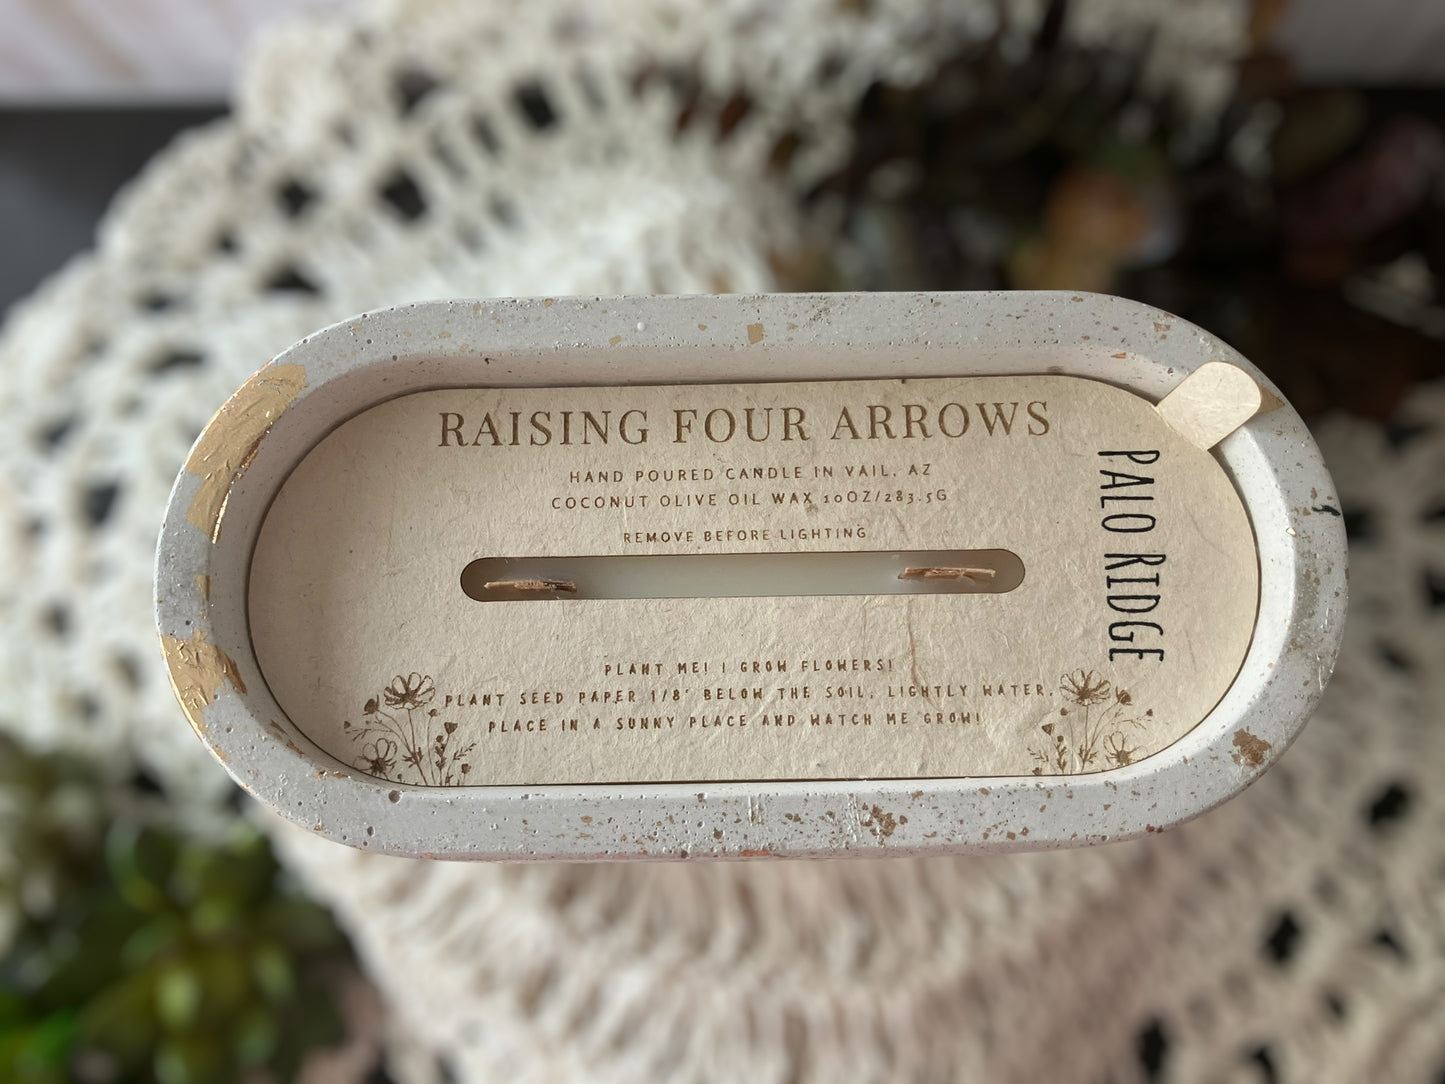 RAISING FOUR ARROWS
HAND POURED CANDLE IN VAIL, AZ
COCONUT OLIVE OIL WAX 10OZ/283.5G
REMOVE BEFORE LIGHTING
PALO RIDGE
PLANT ME! I GROW FLOWERS!
PLANT SEED PAPER 1/8" BELOW THE SOIL, LIGHTLY WATER,
PLACE IN A SUNNY PLACE AND WATCH ME GROW!